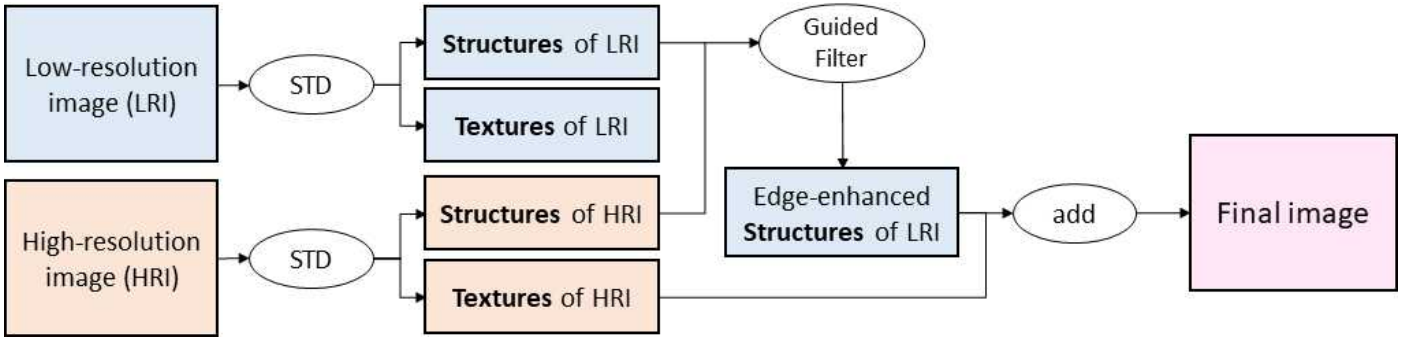 Low-resolution
image (LRI)
STD
Structures of LRI
Textures of LRI
Guided
Filter
High-resolution
image (HRI)
STD
Structures of HRI
Textures of HRI
Edge-enhanced
Structures of LRI
add
Final image